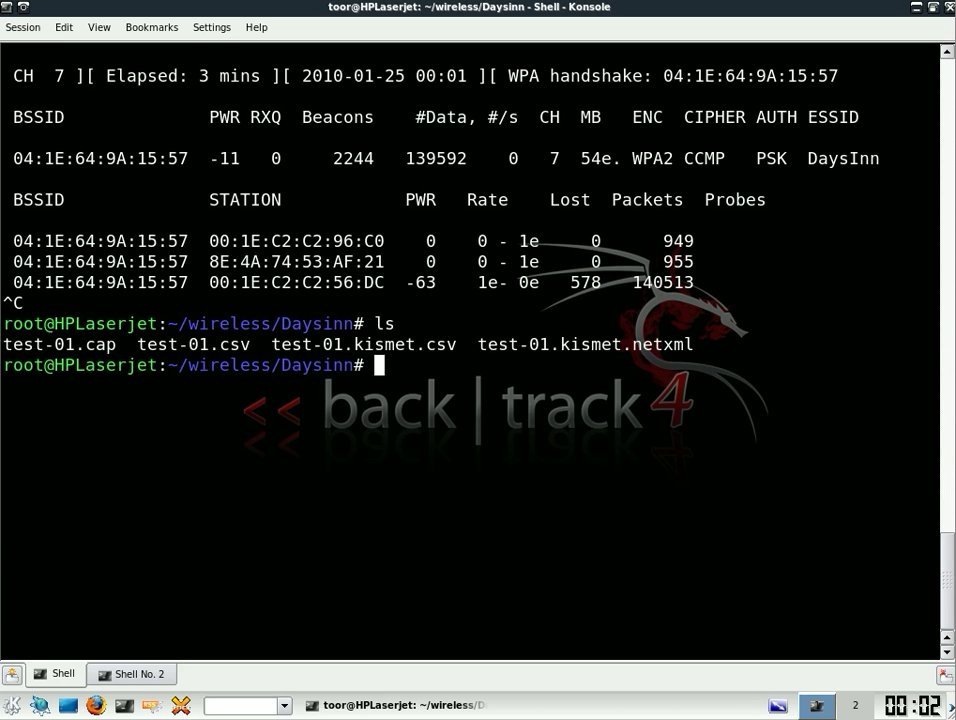 toor@HPLaserjet: ~/wireless/Daysinn - Shell - Konsole
Session Edit View Bookmarks Settings Help
CH 7 ][ Elapsed: 3 mins ][ 2010-01-25 00:01 ][ WPA handshake: 04:1E:64:9A:15:57
BSSID PWR RXQ Beacons #Data, #/s CH MB ENC CIPHER AUTH ESSID
04:1E:64:9A:15:57 -11 0 2244 139592 0 7 54e. WPA2 CCMP PSK DaysInn
BSSID STATION PWR Rate Lost Packets Probes
04:1E:64:9A:15:57 00:1E:C2:C2:96:C0 0 0 - 1e 0 949
04:1E:64:9A:15:57 8E:4A:74:53:AF:21 0 0 - 1e 0 955
04:1E:64:9A:15:57 00:1E:C2:C2:56:DC -63 1e- 0e 578 140513
^C
root@HPLaserjet:~/wireless/Daysinn# ls
test-01.cap test-01.csv test-01.kismet.csv test-01.kismet.netxml
root@HPLaserjet:~/wireless/Daysinn#
<< back | track 4
Shell Shell No. 2
toor@HPLaserjet: ~/wireless/D 2 00:02